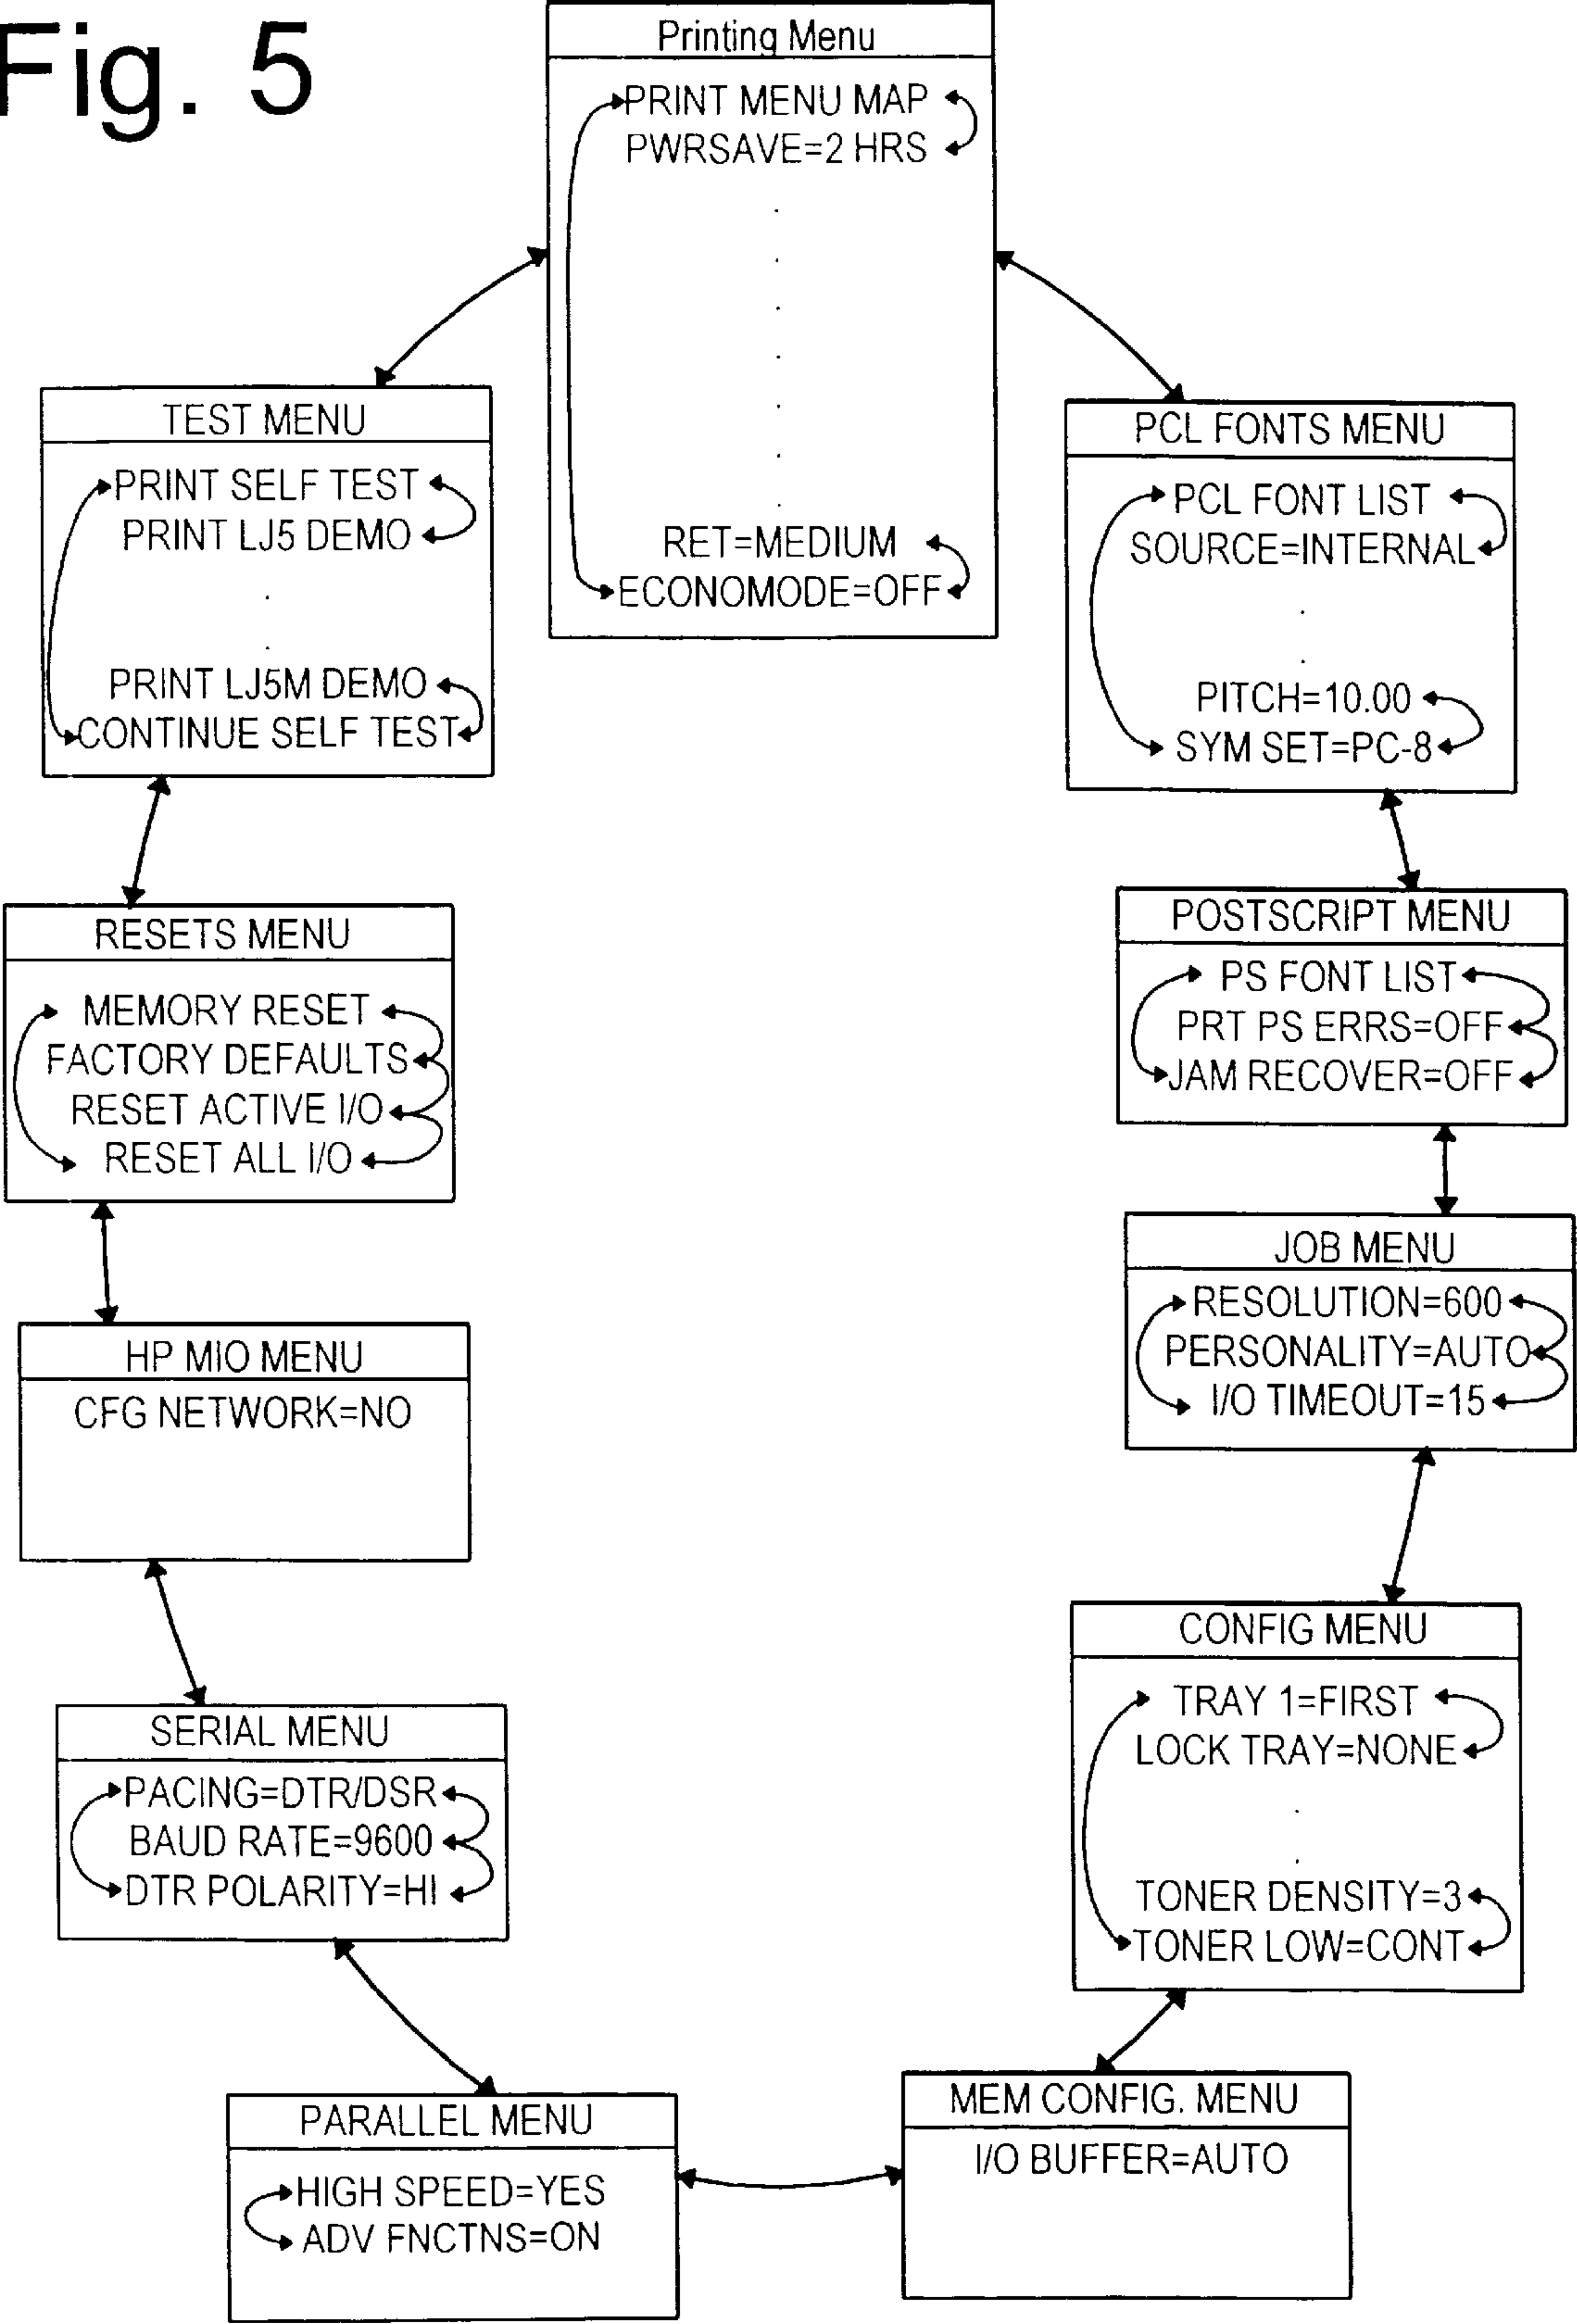 Fig. 5
Printing Menu
PRINT MENU MAP
PWRSAVE=2 HRS
RET=MEDIUM
ECONOMODE=OFF
TEST MENU
PRINT SELF TEST
PRINT LJ5 DEMO
PRINT LJ5M DEMO
CONTINUE SELF TEST
PCL FONTS MENU
PCL FONT LIST
SOURCE=INTERNAL
PITCH=10.00
SYM SET=PC-8
RESETS MENU
MEMORY RESET
FACTORY DEFAULTS
RESET ACTIVE I/O
RESET ALL I/O
POSTSCRIPT MENU
PS FONT LIST
PRT PS ERRS=OFF
JAM RECOVER=OFF
HP MIO MENU
CFG NETWORK=NO
JOB MENU
RESOLUTION=600
PERSONALITY=AUTO
I/O TIMEOUT=15
SERIAL MENU
PACING=DTR/DSR
BAUD RATE=9600
DTR POLARITY=HI
CONFIG MENU
TRAY 1=FIRST
LOCK TRAY=NONE
TONER DENSITY=3
TONER LOW=CONT
PARALLEL MENU
HIGH SPEED=YES
ADV FNCTNS=ON
MEM CONFIG. MENU
I/O BUFFER=AUTO